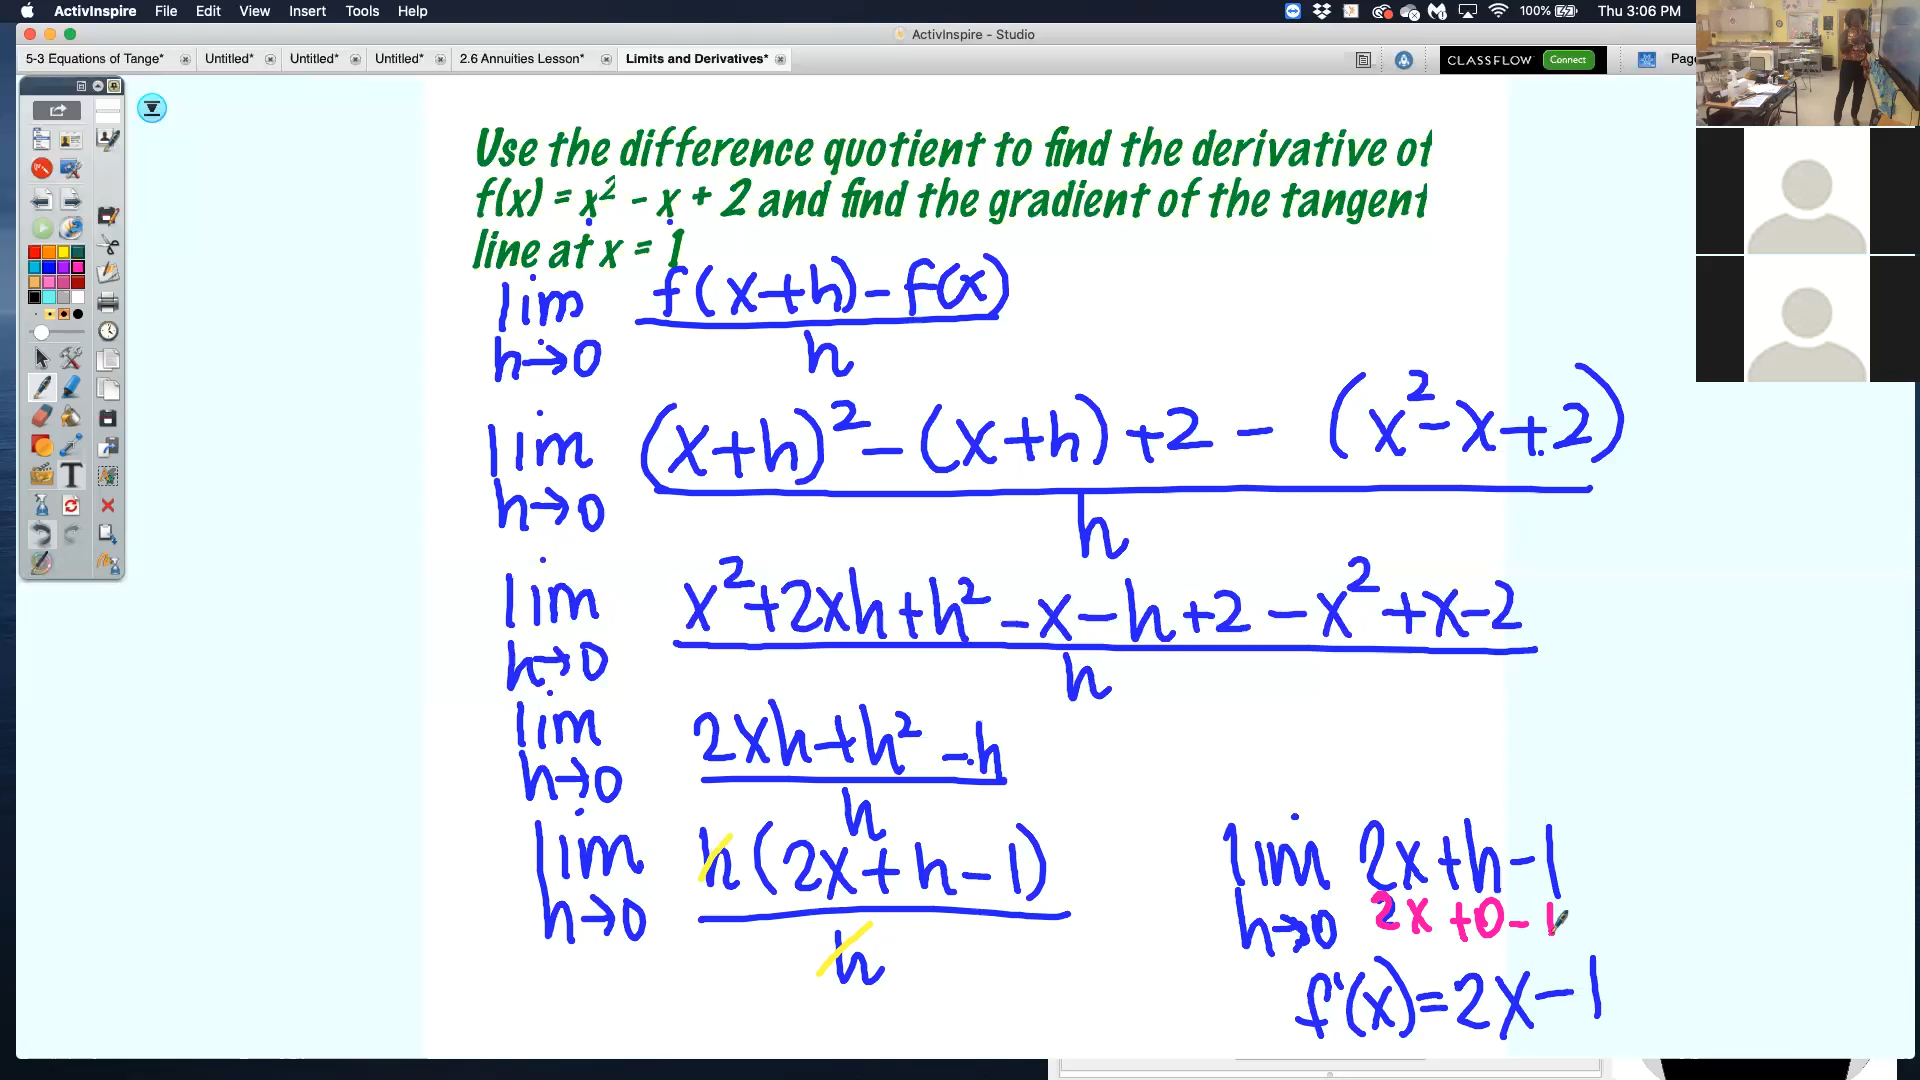 ActivInspire File Edit View Insert Tools Help 100% Thu 3:06 PM
ActivInspire - Studio
5-3 Equations of Tange* Untitled* Untitled* Untitled* 2.6 Annuities Lesson* Limits and Derivatives* CLASSFLOW Connect Pag
Use the difference quotient to find the derivative of
f(x) = x² - x + 2 and find the gradient of the tangent
line at x = 1
lim h→0 f(x+h) - f(x) / h
lim h→0 (x+h)² - (x+h) + 2 - (x² - x + 2) / h
lim h→0 x² + 2xh + h² - x - h + 2 - x² + x - 2 / h
lim h→0 2xh + h² - h / h
lim h→0 h(2x + h - 1) / h
lim h→0 2x + h - 1
2x + 0 - 1
f'(x) = 2x - 1
T